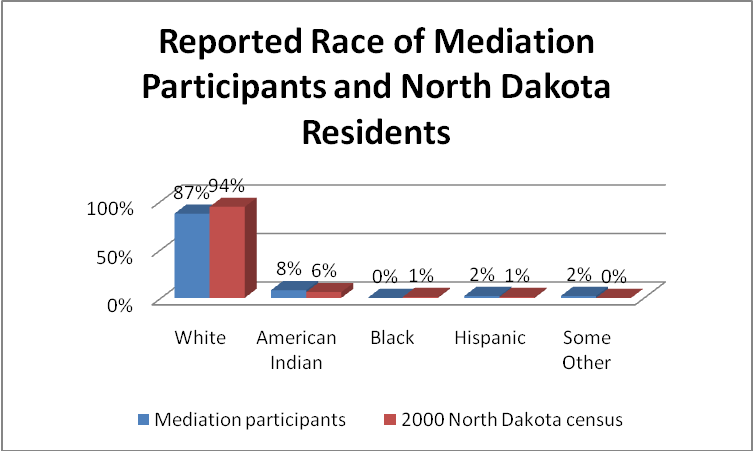 Reported Race of Mediation
Participants and North Dakota
Residents
87% 94%
100%
8% 6% 0% 1% 2% 1% 2% 0%
50%
0%
White American Black Hispanic Some
Indian Other
Mediation participants 2000 North Dakota census